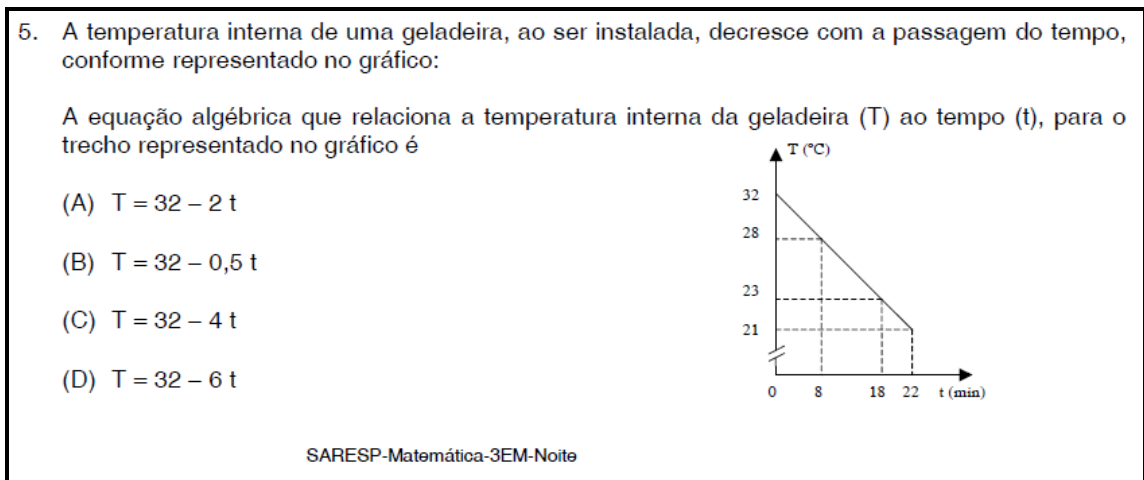 5. A temperatura interna de uma geladeira, ao ser instalada, decresce com a passagem do tempo,
conforme representado no gráfico:
A equação algébrica que relaciona a temperatura interna da geladeira (T) ao tempo (t), para o
trecho representado no gráfico é
(A) T = 32 – 2 t
(B) T = 32 – 0,5 t
(C) T = 32 – 4 t
(D) T = 32 – 6 t
T (°C)
32
28
23
21
0 8 18 22 t (min)
SARESP-Matemática-3EM-Noite